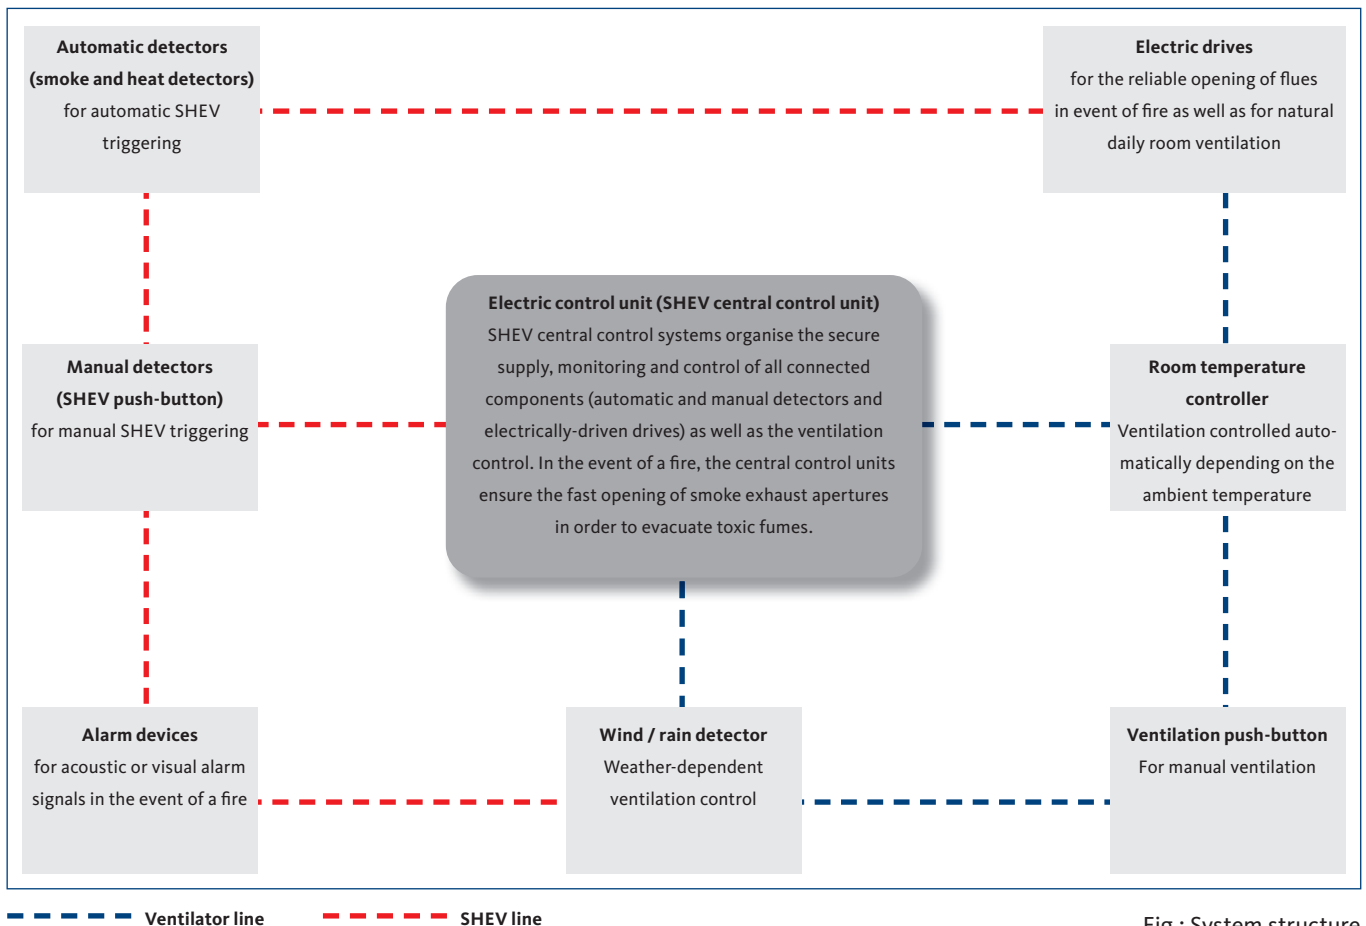 Automatic detectors
(smoke and heat detectors)
for automatic SHEV
triggering
Electric drives
for the reliable opening of flues
in event of fire as well as for natural
daily room ventilation
Electric control unit (SHEV central control unit)
SHEV central control systems organise the secure
supply, monitoring and control of all connected
components (automatic and manual detectors and
electrically-driven drives) as well as the ventilation
control. In the event of a fire, the central control units
ensure the fast opening of smoke exhaust apertures
in order to evacuate toxic fumes.
Manual detectors
(SHEV push-button)
for manual SHEV triggering
Room temperature
controller
Ventilation controlled auto-
matically depending on the
ambient temperature
Alarm devices
for acoustic or visual alarm
signals in the event of a fire
Wind / rain detector
Weather-dependent
ventilation control
Ventilation push-button
For manual ventilation
Ventilator line
SHEV line
Fig.: System structure